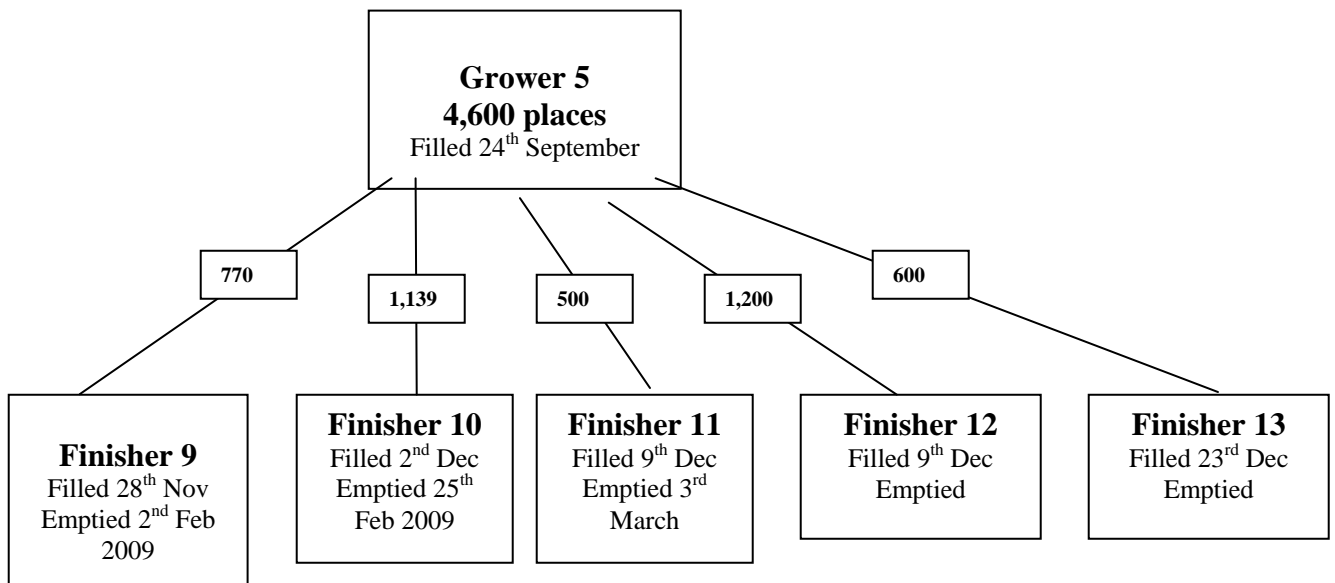 Grower 5
4,600 places
Filled 24th September
770
1,139
500
1,200
600
Finisher 9
Filled 28th Nov
Emptied 2nd Feb
2009
Finisher 10
Filled 2nd Dec
Emptied 25th
Feb 2009
Finisher 11
Filled 9th Dec
Emptied 3rd
March
Finisher 12
Filled 9th Dec
Emptied
Finisher 13
Filled 23rd Dec
Emptied